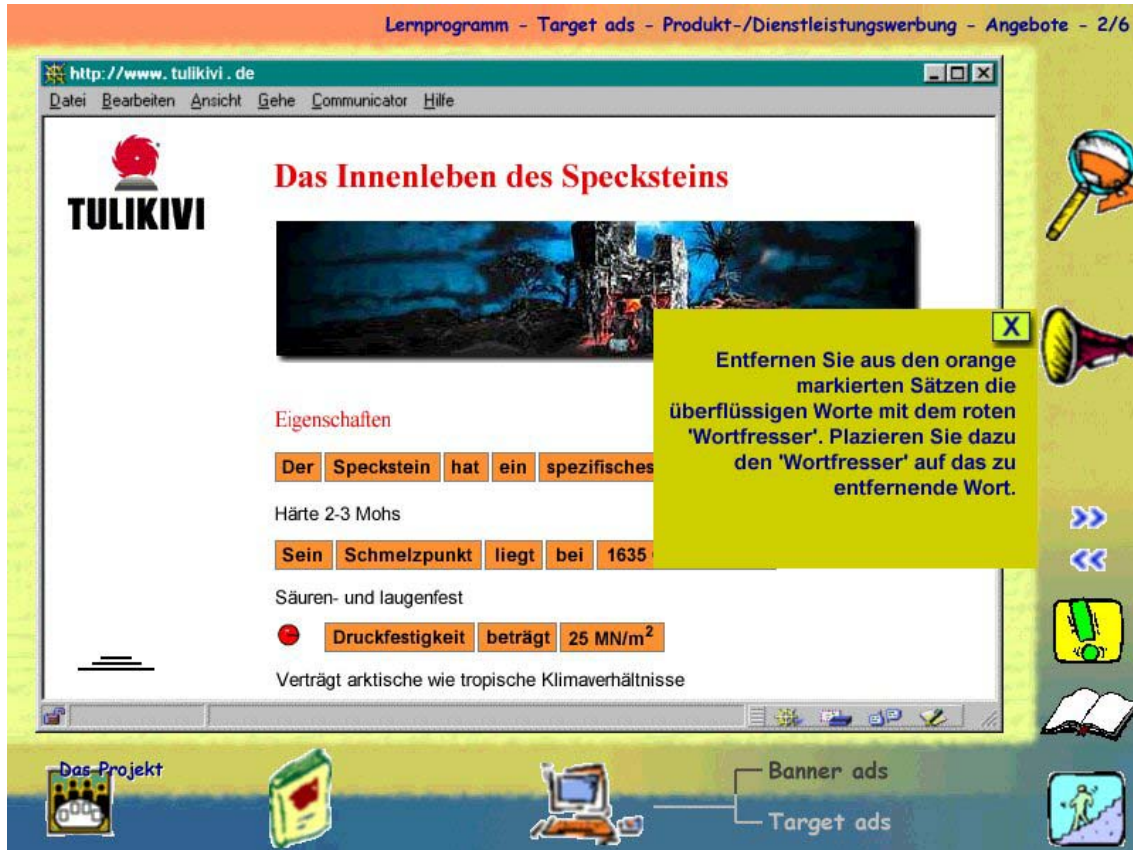 Lernprogramm - Target ads - Produkt-/Dienstleistungswerbung - Angebote - 2/6
http://www.tulikivi.de
Datei Bearbeiten Ansicht Gehe Communicator Hilfe
TULIKIVI
Das Innenleben des Specksteins
X
Entfernen Sie aus den orange
markierten Sätzen die
überflüssigen Worte mit dem roten
'Wortfresser'. Plazieren Sie dazu
den 'Wortfresser' auf das zu
entfernende Wort.
Eigenschaften
Der Speckstein hat ein spezifisches
Härte 2-3 Mohs
Sein Schmelzpunkt liegt bei 1635
Säuren- und laugenfest
Druckfestigkeit beträgt 25 MN/m²
Verträgt arktische wie tropische Klimaverhältnisse
Das Projekt
Banner ads
Target ads